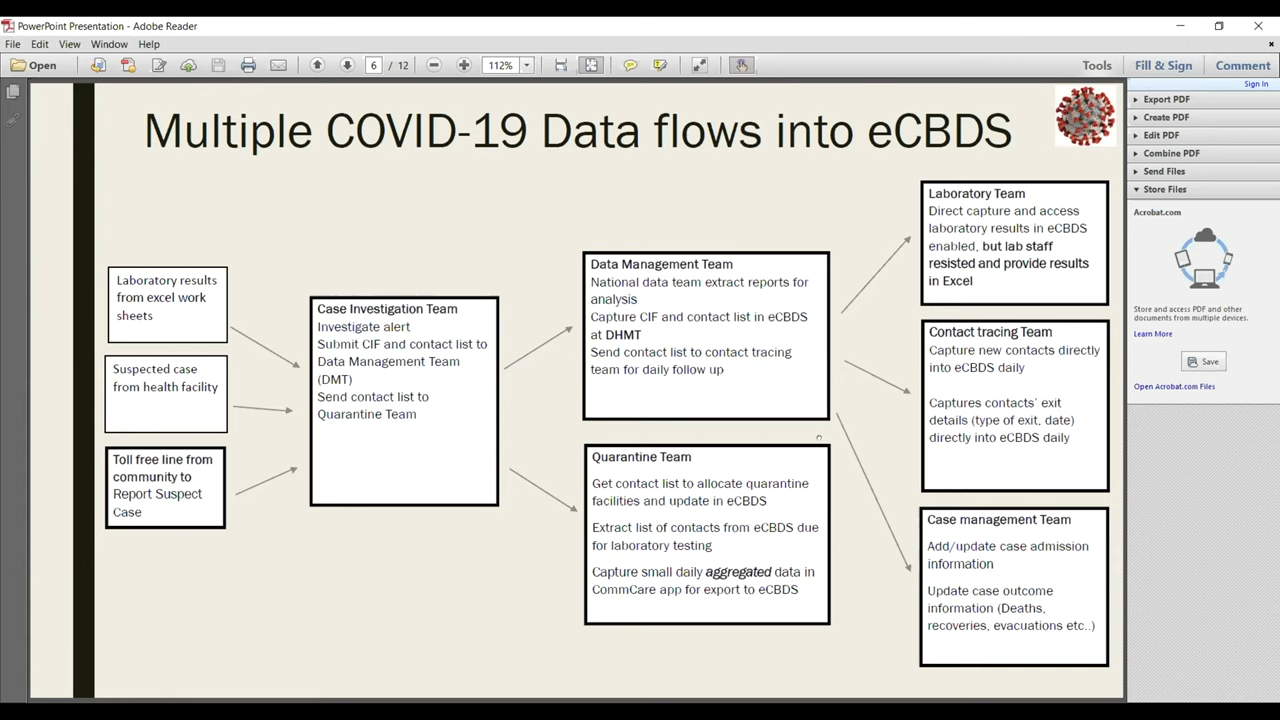 PowerPoint Presentation - Adobe Reader
File Edit View Window Help
Open
6 / 12
112%
Tools
Fill & Sign
Comment
Sign In
Multiple COVID-19 Data flows into eCBDS
Laboratory results
from excel work
sheets
Suspected case
from health facility
Toll free line from
community to
Report Suspect
Case
Case Investigation Team
Investigate alert
Submit CIF and contact list to
Data Management Team
(DMT)
Send contact list to
Quarantine Team
Data Management Team
National data team extract reports for
analysis
Capture CIF and contact list in eCBDS
at DHMT
Send contact list to contact tracing
team for daily follow up
Quarantine Team
Get contact list to allocate quarantine
facilities and update in eCBDS
Extract list of contacts from eCBDS due
for laboratory testing
Capture small daily aggregated data in
CommCare app for export to eCBDS
Laboratory Team
Direct capture and access
laboratory results in eCBDS
enabled, but lab staff
resisted and provide results
in Excel
Contact tracing Team
Capture new contacts directly
into eCBDS daily
Captures contacts' exit
details (type of exit, date)
directly into eCBDS daily
Case management Team
Add/update case admission
information
Update case outcome
information (Deaths,
recoveries, evacuations etc..)
Export PDF
Create PDF
Edit PDF
Combine PDF
Send Files
Store Files
Acrobat.com
Store and access PDF and other
documents from multiple devices.
Learn More
Save
Open Acrobat.com Files